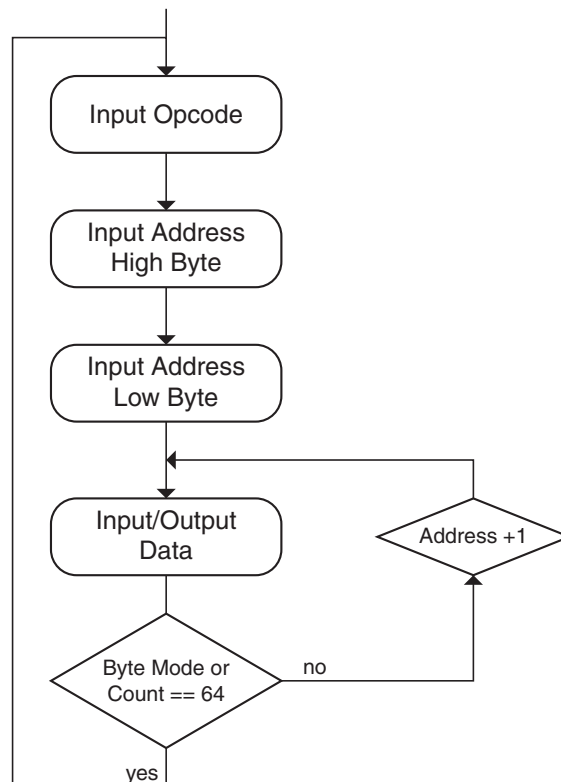 Input Opcode
Input Address
High Byte
Input Address
Low Byte
Input/Output
Data
Address +1
Byte Mode or
Count == 64
no
yes